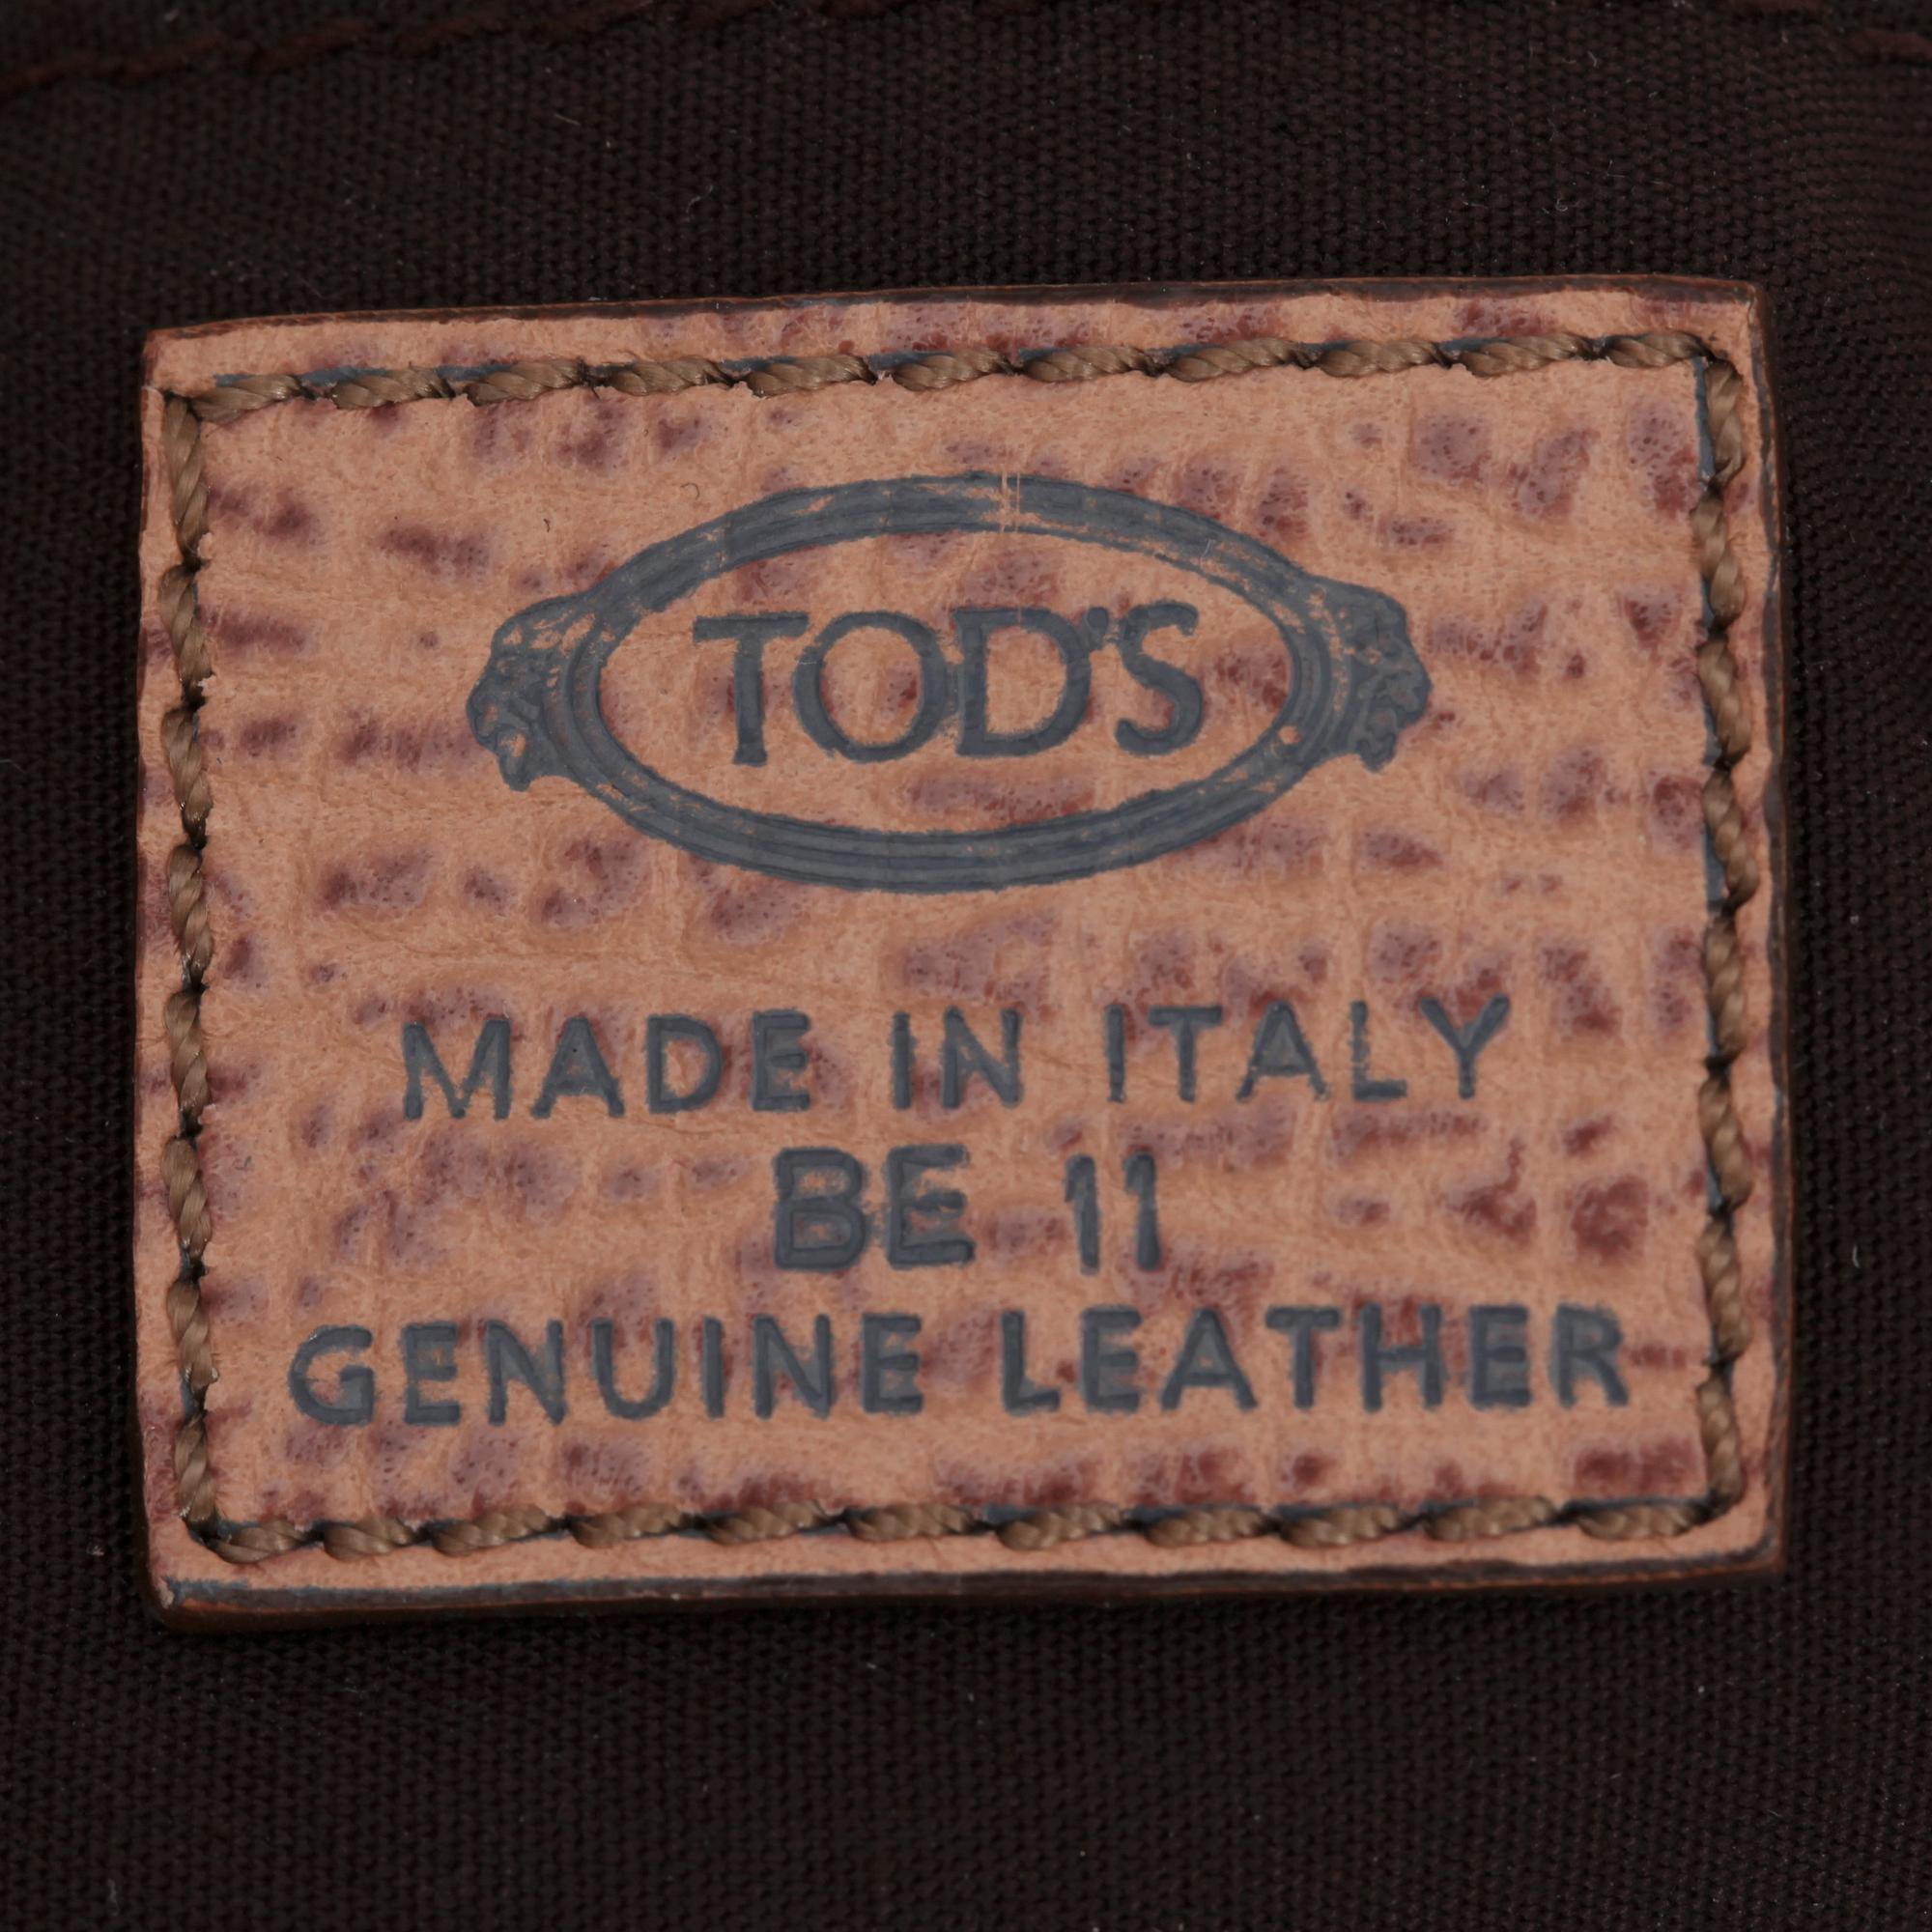 TOD'S
MADE IN ITALY
BE 11
GENUINE LEATHER